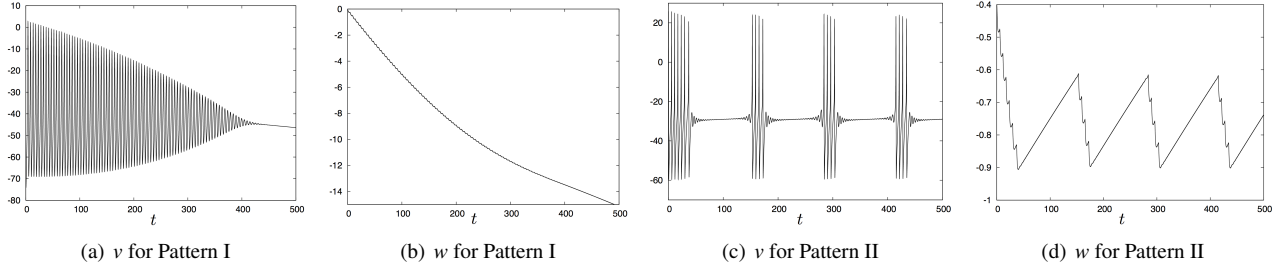 10
0
-10
-20
-30
-40
-50
-60
-70
-80
0 100 200 300 400 500
t
(a) v for Pattern I
0
-2
-4
-6
-8
-10
-12
-14
0 100 200 300 400 500
t
(b) w for Pattern I
20
0
-20
-40
-60
0 100 200 300 400 500
t
(c) v for Pattern II
-0.4
-0.5
-0.6
-0.7
-0.8
-0.9
-1
0 100 200 300 400 500
t
(d) w for Pattern II